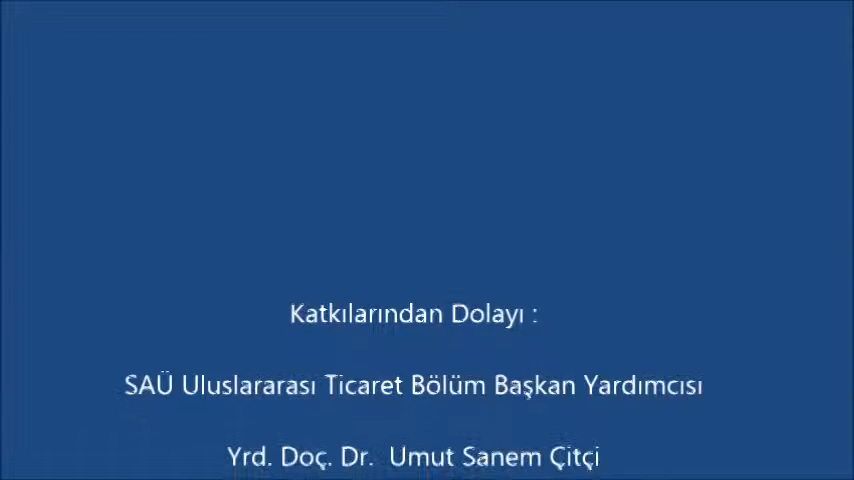 Katkılarından Dolayı :
SAÜ Uluslararası Ticaret Bölüm Başkan Yardımcısı
Yrd. Doç. Dr.  Umut Sanem Çitçi